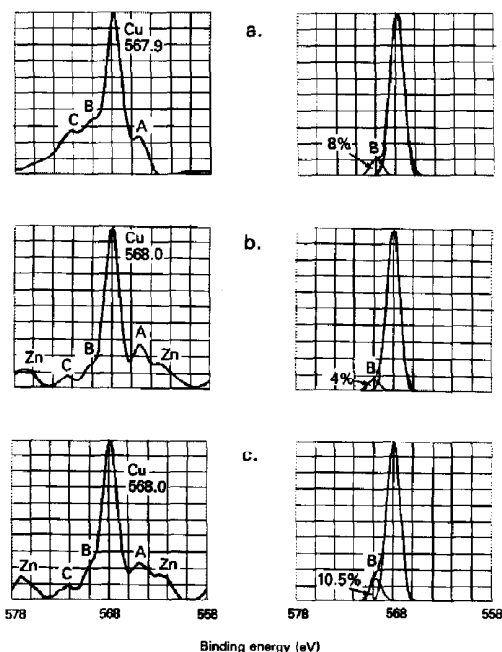 a.
Cu
567.9
C
B
A
8%
B
b.
Cu
568.0
Zn
C
B
A
Zn
4%
B
c.
Cu
568.0
Zn
C
B
A
Zn
10.5%
B
578
568
558
578
568
558
Binding energy (eV)